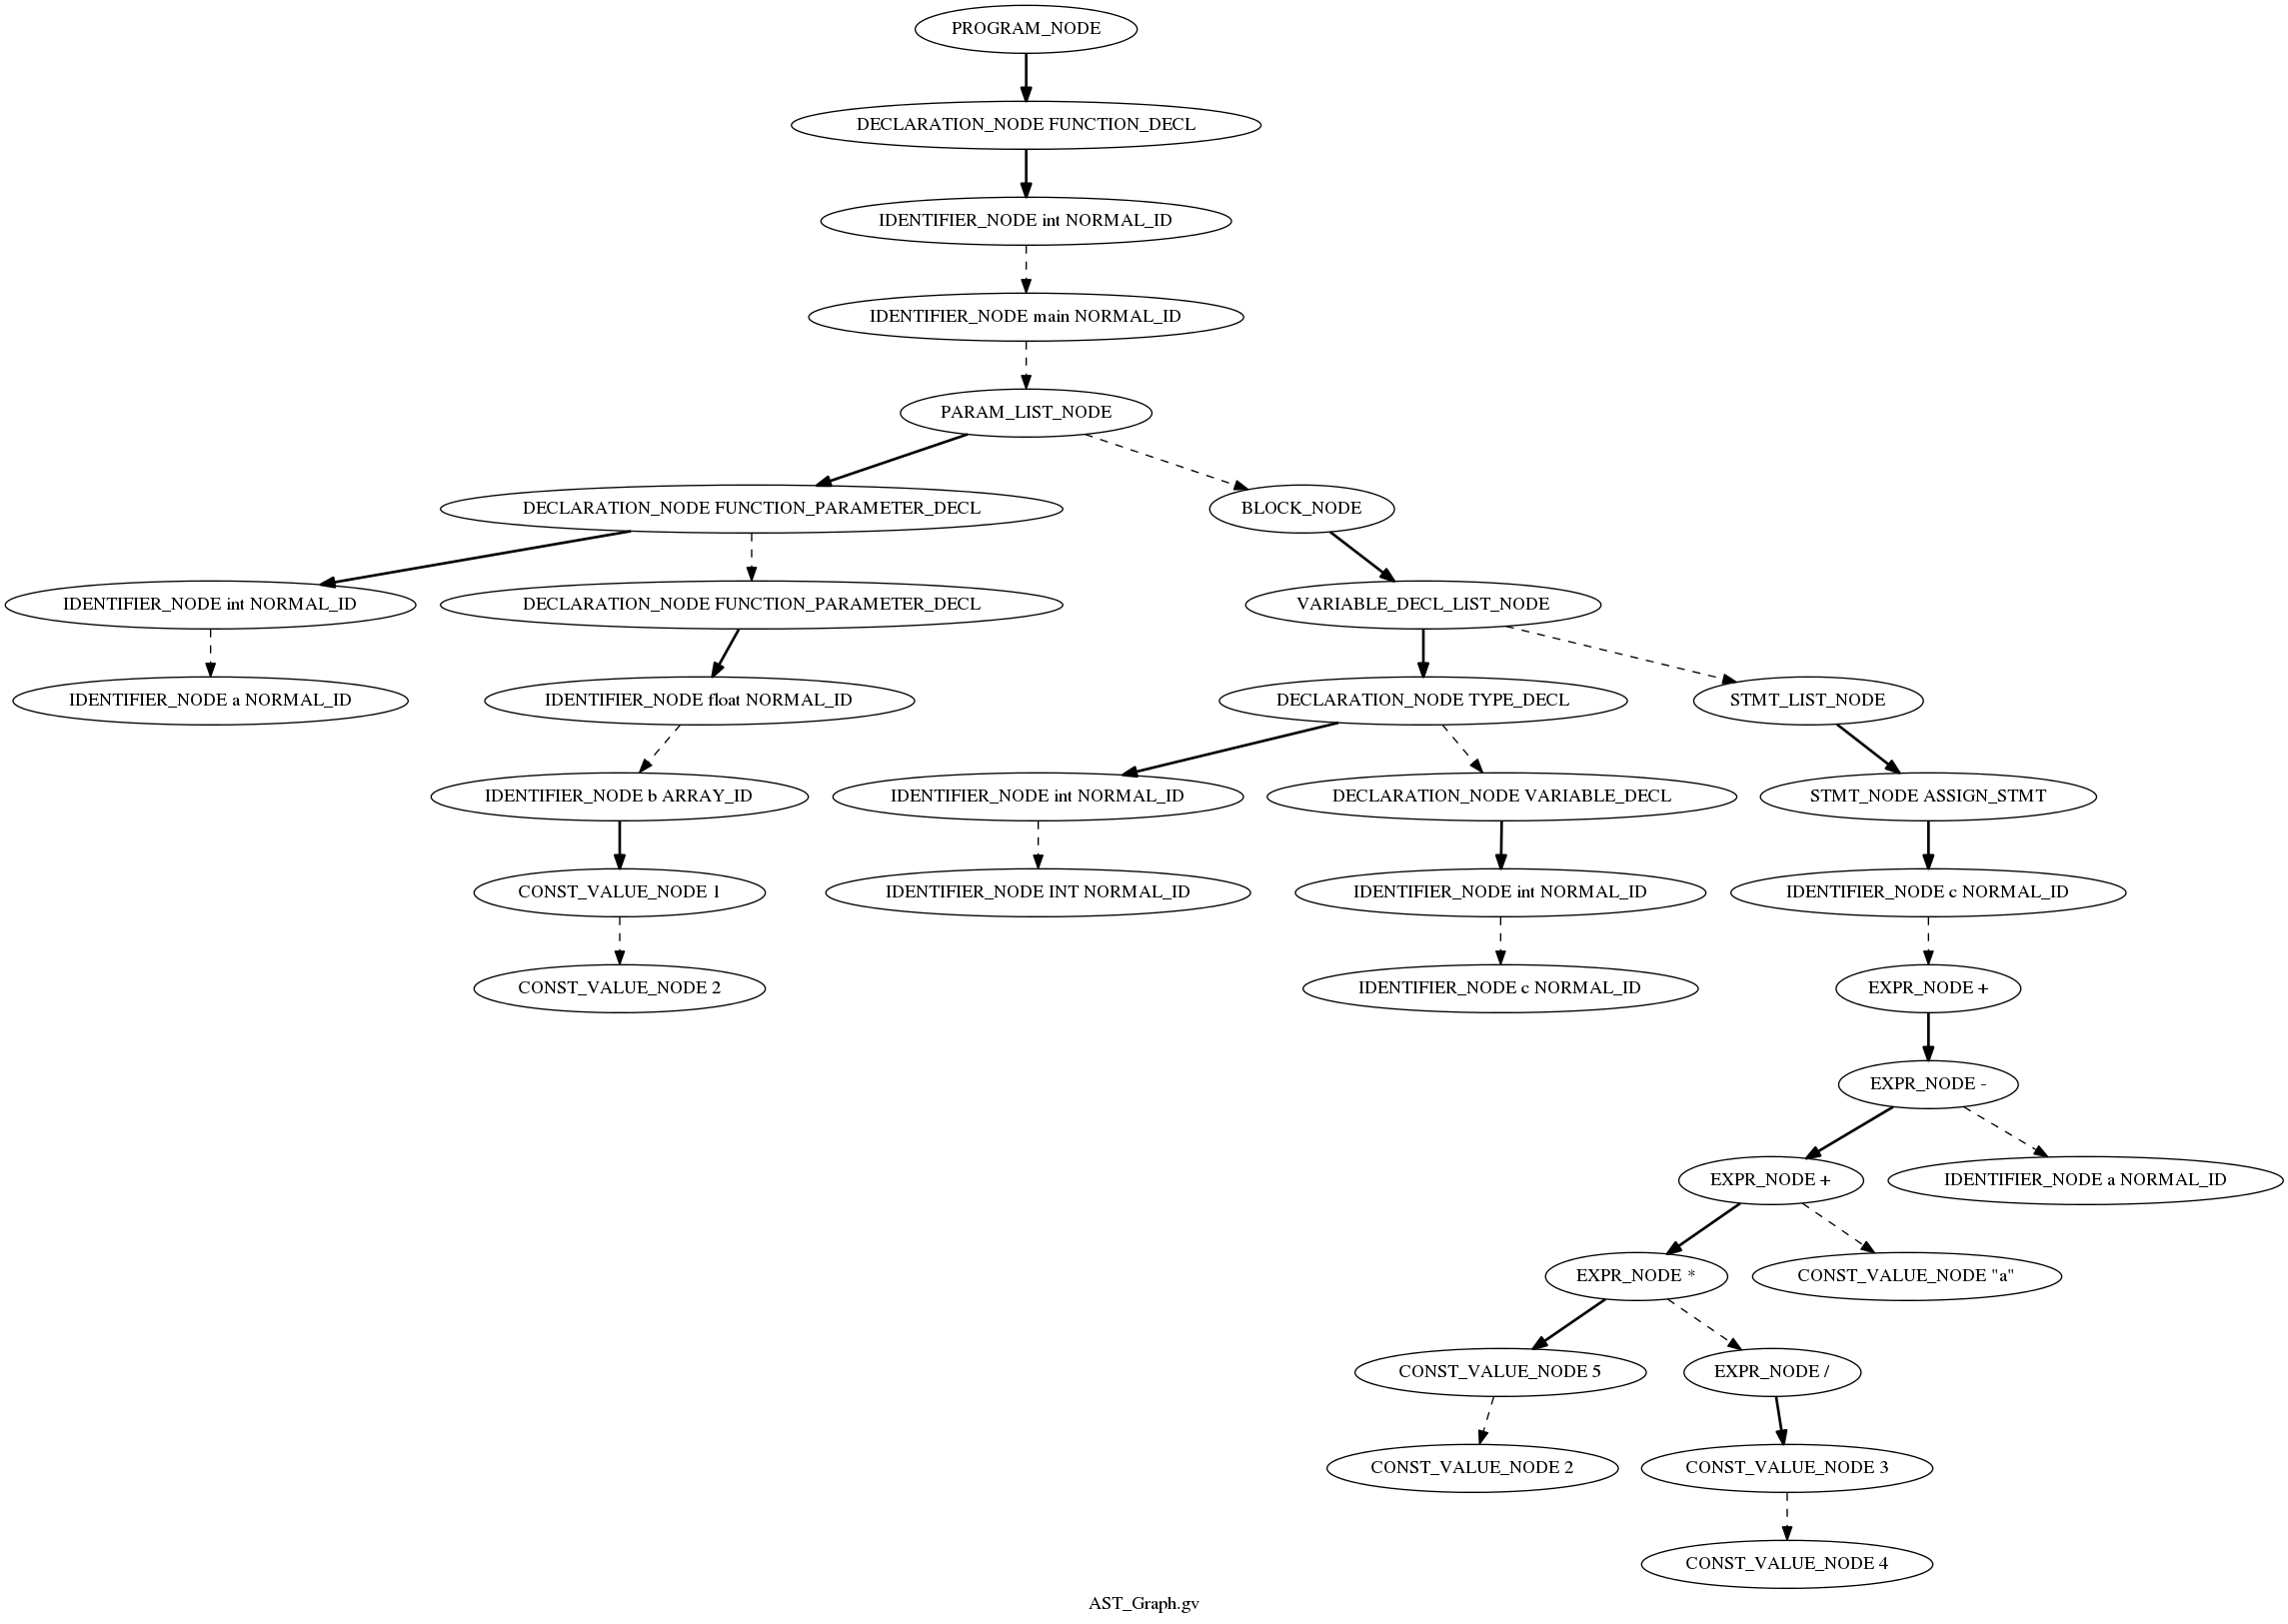 PROGRAM_NODE
DECLARATION_NODE FUNCTION_DECL
IDENTIFIER_NODE int NORMAL_ID
IDENTIFIER_NODE main NORMAL_ID
PARAM_LIST_NODE
DECLARATION_NODE FUNCTION_PARAMETER_DECL
BLOCK_NODE
IDENTIFIER_NODE int NORMAL_ID
DECLARATION_NODE FUNCTION_PARAMETER_DECL
VARIABLE_DECL_LIST_NODE
IDENTIFIER_NODE a NORMAL_ID
IDENTIFIER_NODE float NORMAL_ID
DECLARATION_NODE TYPE_DECL
STMT_LIST_NODE
IDENTIFIER_NODE b ARRAY_ID
IDENTIFIER_NODE int NORMAL_ID
DECLARATION_NODE VARIABLE_DECL
STMT_NODE ASSIGN_STMT
CONST_VALUE_NODE 1
IDENTIFIER_NODE INT NORMAL_ID
IDENTIFIER_NODE int NORMAL_ID
IDENTIFIER_NODE c NORMAL_ID
CONST_VALUE_NODE 2
IDENTIFIER_NODE c NORMAL_ID
EXPR_NODE +
EXPR_NODE -
EXPR_NODE +
IDENTIFIER_NODE a NORMAL_ID
EXPR_NODE *
CONST_VALUE_NODE "a"
CONST_VALUE_NODE 5
EXPR_NODE /
CONST_VALUE_NODE 2
CONST_VALUE_NODE 3
CONST_VALUE_NODE 4
AST_Graph.gv